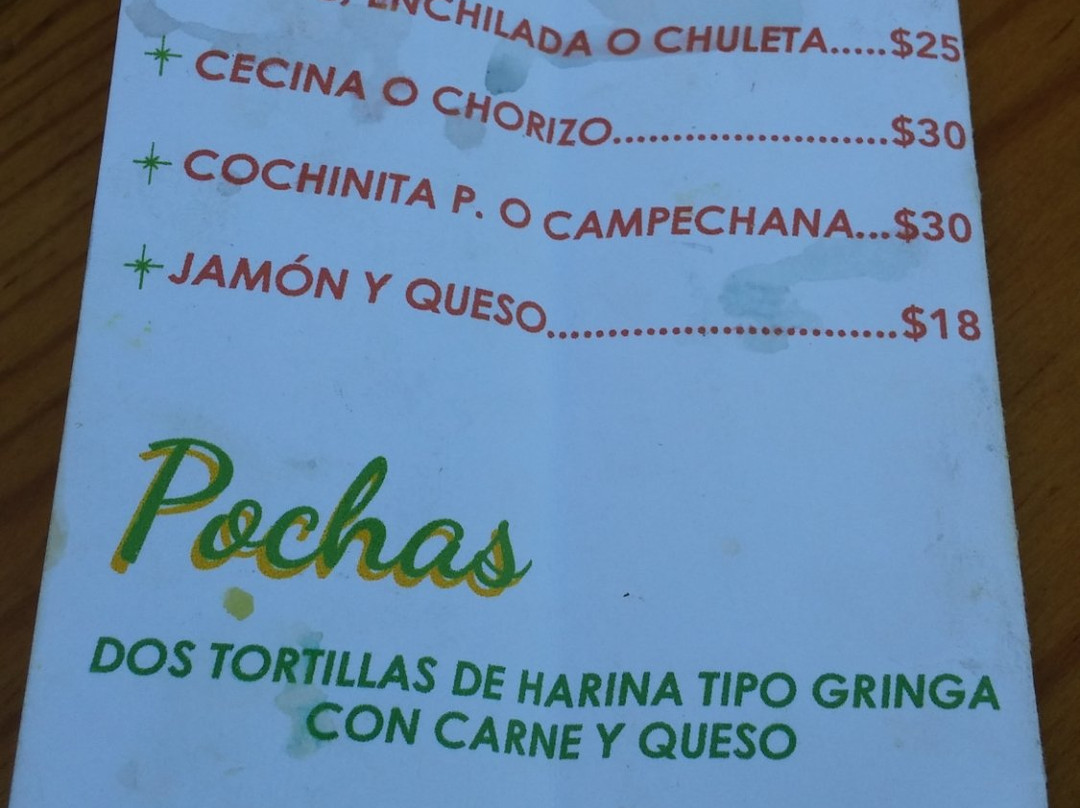 ENCHILADA O CHULETA.....$25
CECINA O CHORIZO.......................$30
COCHINITA P. O CAMPECHANA...$30
JAMÓN Y QUESO.............................$18
Pochas
DOS TORTILLAS DE HARINA TIPO GRINGA
CON CARNE Y QUESO